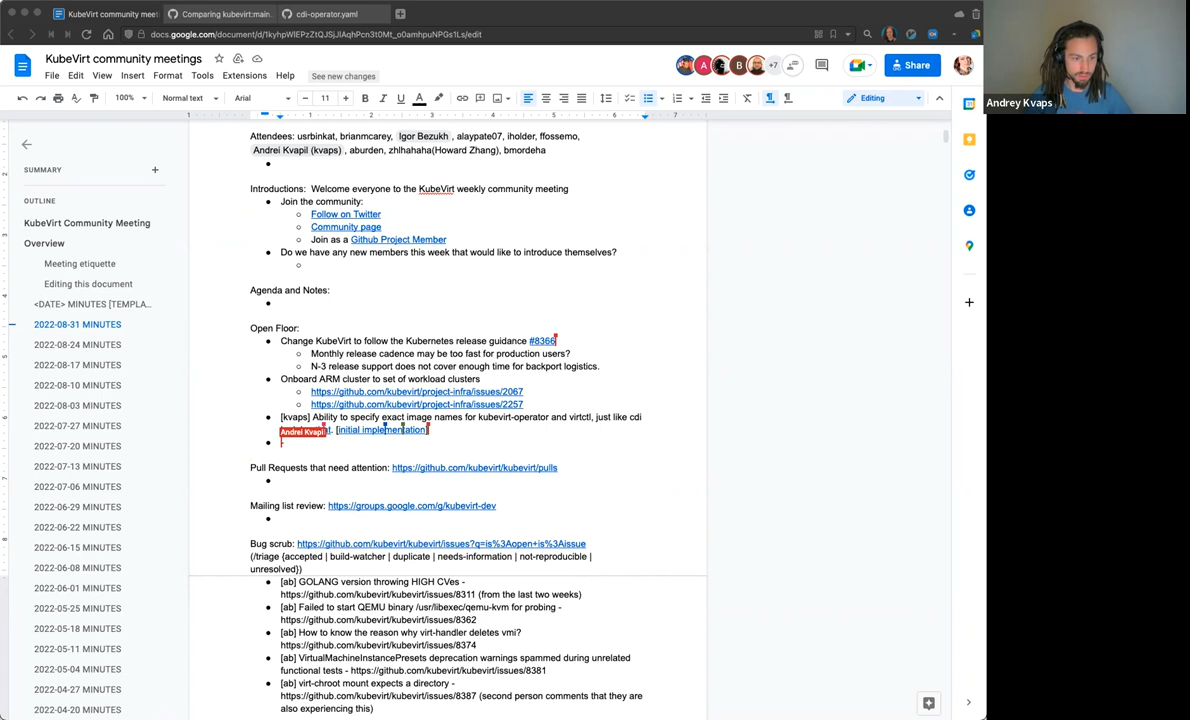 KubeVirt community meeti
Comparing kubevirt:main
cdi-operator.yaml
docs.google.com/document/d/1kyhpWIEPzZtQJSjJlAqhPcn3t0Mt_o0amhpuNPGs1Ls/edit
Andrey Kvaps
KubeVirt community meetings
File Edit View Insert Format Tools Extensions Help See new changes
A B +7 Share
100% Normal text Arial 11 Editing
SUMMARY
OUTLINE
KubeVirt Community Meeting
Overview
Meeting etiquette
Editing this document
<DATE> MINUTES [TEMPLA...
2022-08-31 MINUTES
2022-08-24 MINUTES
2022-08-17 MINUTES
2022-08-10 MINUTES
2022-08-03 MINUTES
2022-07-27 MINUTES
2022-07-20 MINUTES
2022-07-13 MINUTES
2022-07-06 MINUTES
2022-06-29 MINUTES
2022-06-22 MINUTES
2022-06-15 MINUTES
2022-06-08 MINUTES
2022-06-01 MINUTES
2022-05-25 MINUTES
2022-05-18 MINUTES
2022-05-11 MINUTES
2022-05-04 MINUTES
2022-04-27 MINUTES
2022-04-20 MINUTES
Attendees: usrbinkat, brianmcarey, Igor Bezukh , alaypate07, iholder, ffossemo,
Andrei Kvapil (kvaps) , aburden, zhlhahaha(Howard Zhang), bmordeha
Introductions: Welcome everyone to the KubeVirt weekly community meeting
Join the community:
Follow on Twitter
Community page
Join as a Github Project Member
Do we have any new members this week that would like to introduce themselves?
Agenda and Notes:
Open Floor:
Change KubeVirt to follow the Kubernetes release guidance #8366
Monthly release cadence may be too fast for production users?
N-3 release support does not cover enough time for backport logistics.
Onboard ARM cluster to set of workload clusters
https://github.com/kubevirt/project-infra/issues/2067
https://github.com/kubevirt/project-infra/issues/2257
[kvaps] Ability to specify exact image names for kubevirt-operator and virtctl, just like cdi
Andrei Kvapil t. [initial implementation]
Pull Requests that need attention: https://github.com/kubevirt/kubevirt/pulls
Mailing list review: https://groups.google.com/g/kubevirt-dev
Bug scrub: https://github.com/kubevirt/kubevirt/issues?q=is%3Aopen+is%3Aissue
(/triage {accepted | build-watcher | duplicate | needs-information | not-reproducible |
unresolved})
[ab] GOLANG version throwing HIGH CVes -
https://github.com/kubevirt/kubevirt/issues/8311 (from the last two weeks)
[ab] Failed to start QEMU binary /usr/libexec/qemu-kvm for probing -
https://github.com/kubevirt/kubevirt/issues/8362
[ab] How to know the reason why virt-handler deletes vmi?
https://github.com/kubevirt/kubevirt/issues/8374
[ab] VirtualMachineInstancePresets deprecation warnings spammed during unrelated
functional tests - https://github.com/kubevirt/kubevirt/issues/8381
[ab] virt-chroot mount expects a directory -
https://github.com/kubevirt/kubevirt/issues/8387 (second person comments that they are
also experiencing this)